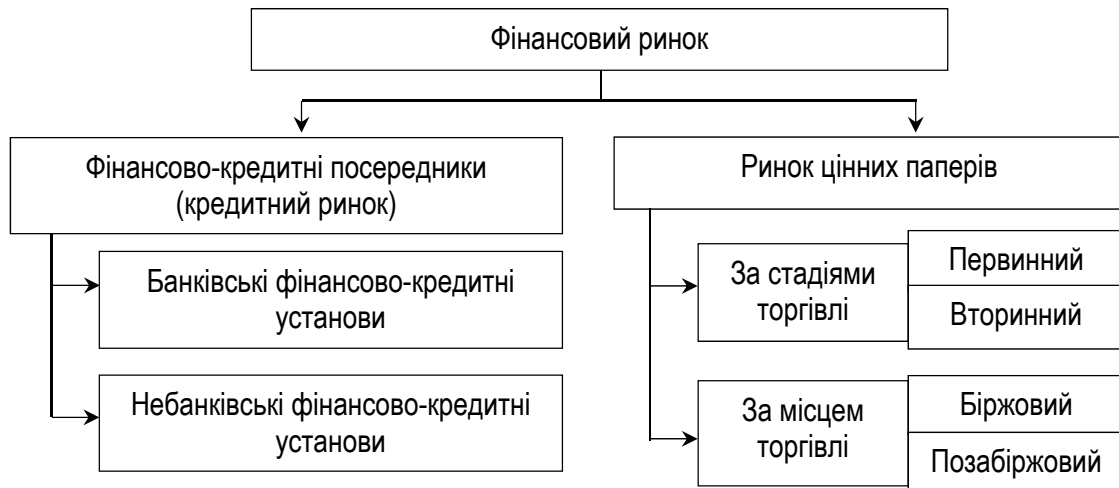 Фінансовий ринок
Фінансово-кредитні посередники
(кредитний ринок)
Ринок цінних паперів
Банківські фінансово-кредитні
установи
Небанківські фінансово-кредитні
установи
За стадіями
торгівлі
Первинний
Вторинний
За місцем
торгівлі
Біржовий
Позабіржовий